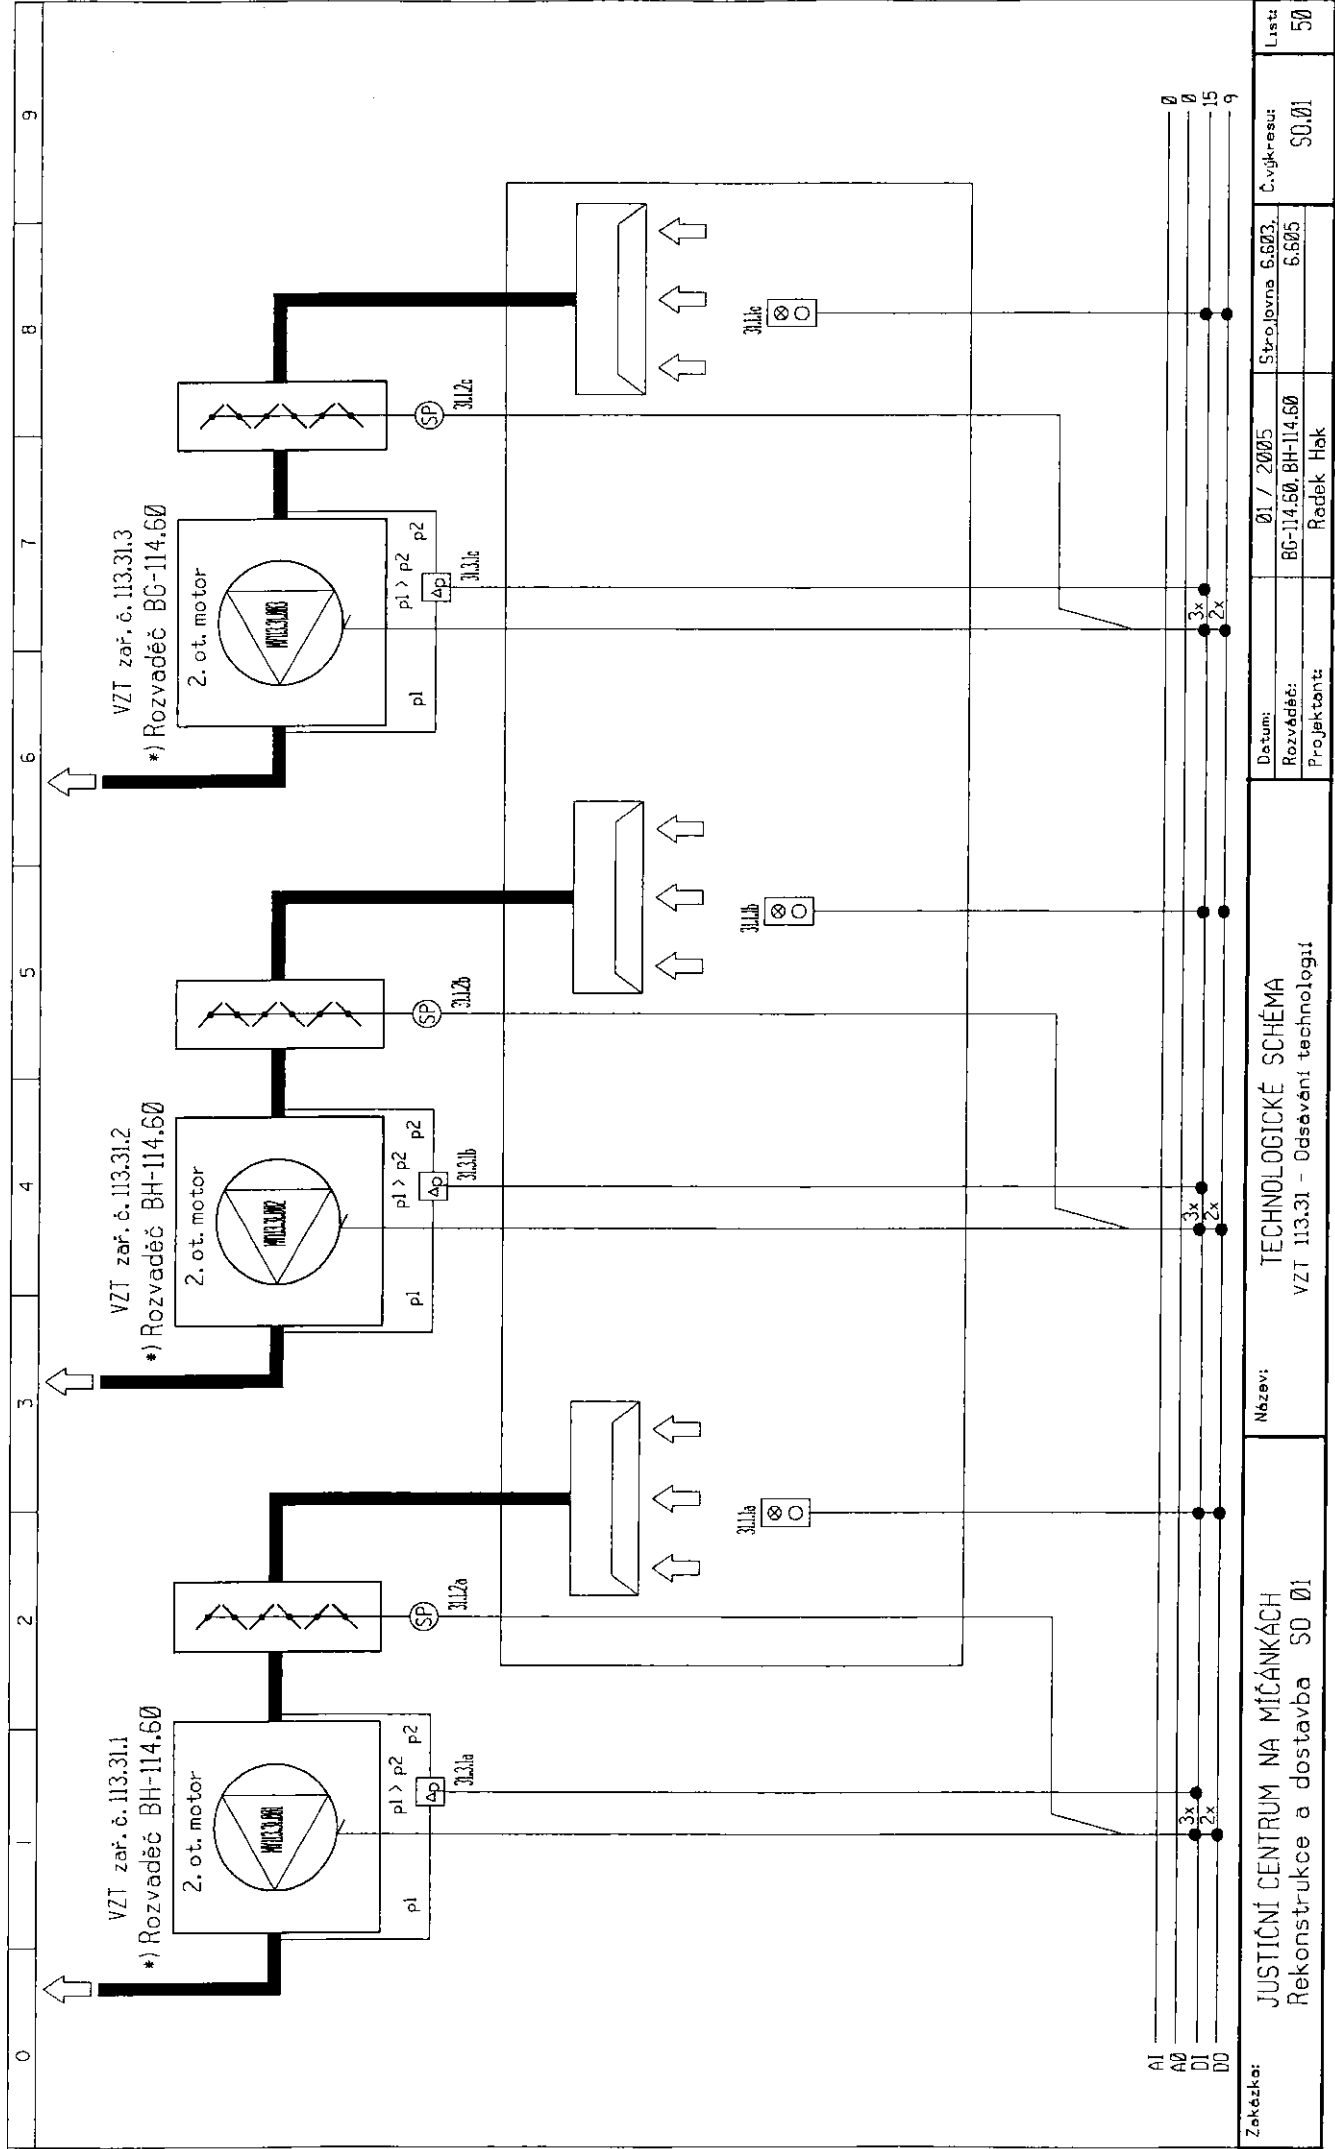 0 1 2 3 4 5 6 7 8 9
VZT zař. č. 113.31.1
*) Rozvaděč BH-114.60
2. ot. motor
p1
p1 > p2
p2
Δp
31.3.1a
SP
31.1.2a
31.1.1a
3x
2x
VZT zař. č. 113.31.2
*) Rozvaděč BH-114.60
2. ot. motor
p1
p1 > p2
p2
Δp
31.3.1b
SP
31.1.2b
31.1.1b
3x
2x
VZT zař. č. 113.31.3
*) Rozvaděč BG-114.60
2. ot. motor
p1
p1 > p2
p2
Δp
31.3.1c
SP
31.1.2c
31.1.1c
3x
2x
AI 0
AØ 0
DI 15
DO 9
Zakázka:
JUSTIČNÍ CENTRUM NA MÍČÁNKÁCH
Rekonstrukce a dostavba SO 01
Název:
TECHNOLOGICKÉ SCHÉMA
VZT 113.31 - Odsávání technologií
Datum: 01 / 2005 Strojovna 6.603,
Rozváděč: BG-114.60, BH-114.60 6.605
Projektant: Radek Hak
Č.výkresu:
SO.01
List:
50